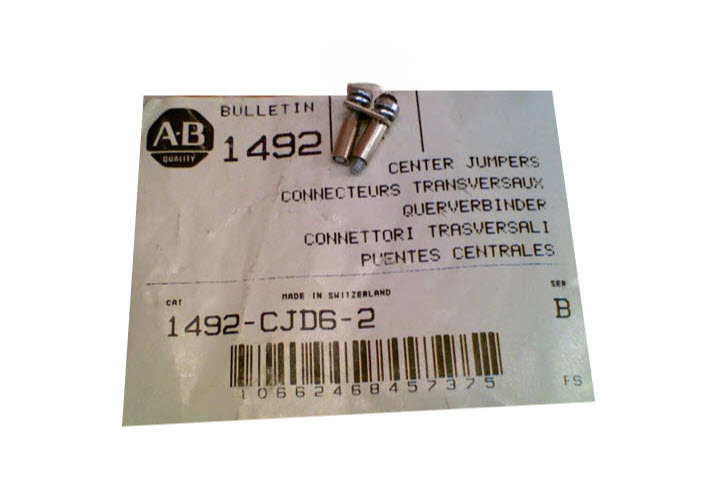 A-B
QUALITY
BULLETIN
1492
CENTER JUMPERS
CONNECTEURS TRANSVERSAUX
QUERVERBINDER
CONNETTORI TRASVERSALI
PUENTES CENTRALES
CAT
MADE IN SWITZERLAND
SER
1492-CJD6-2
B
10662468457375
FS